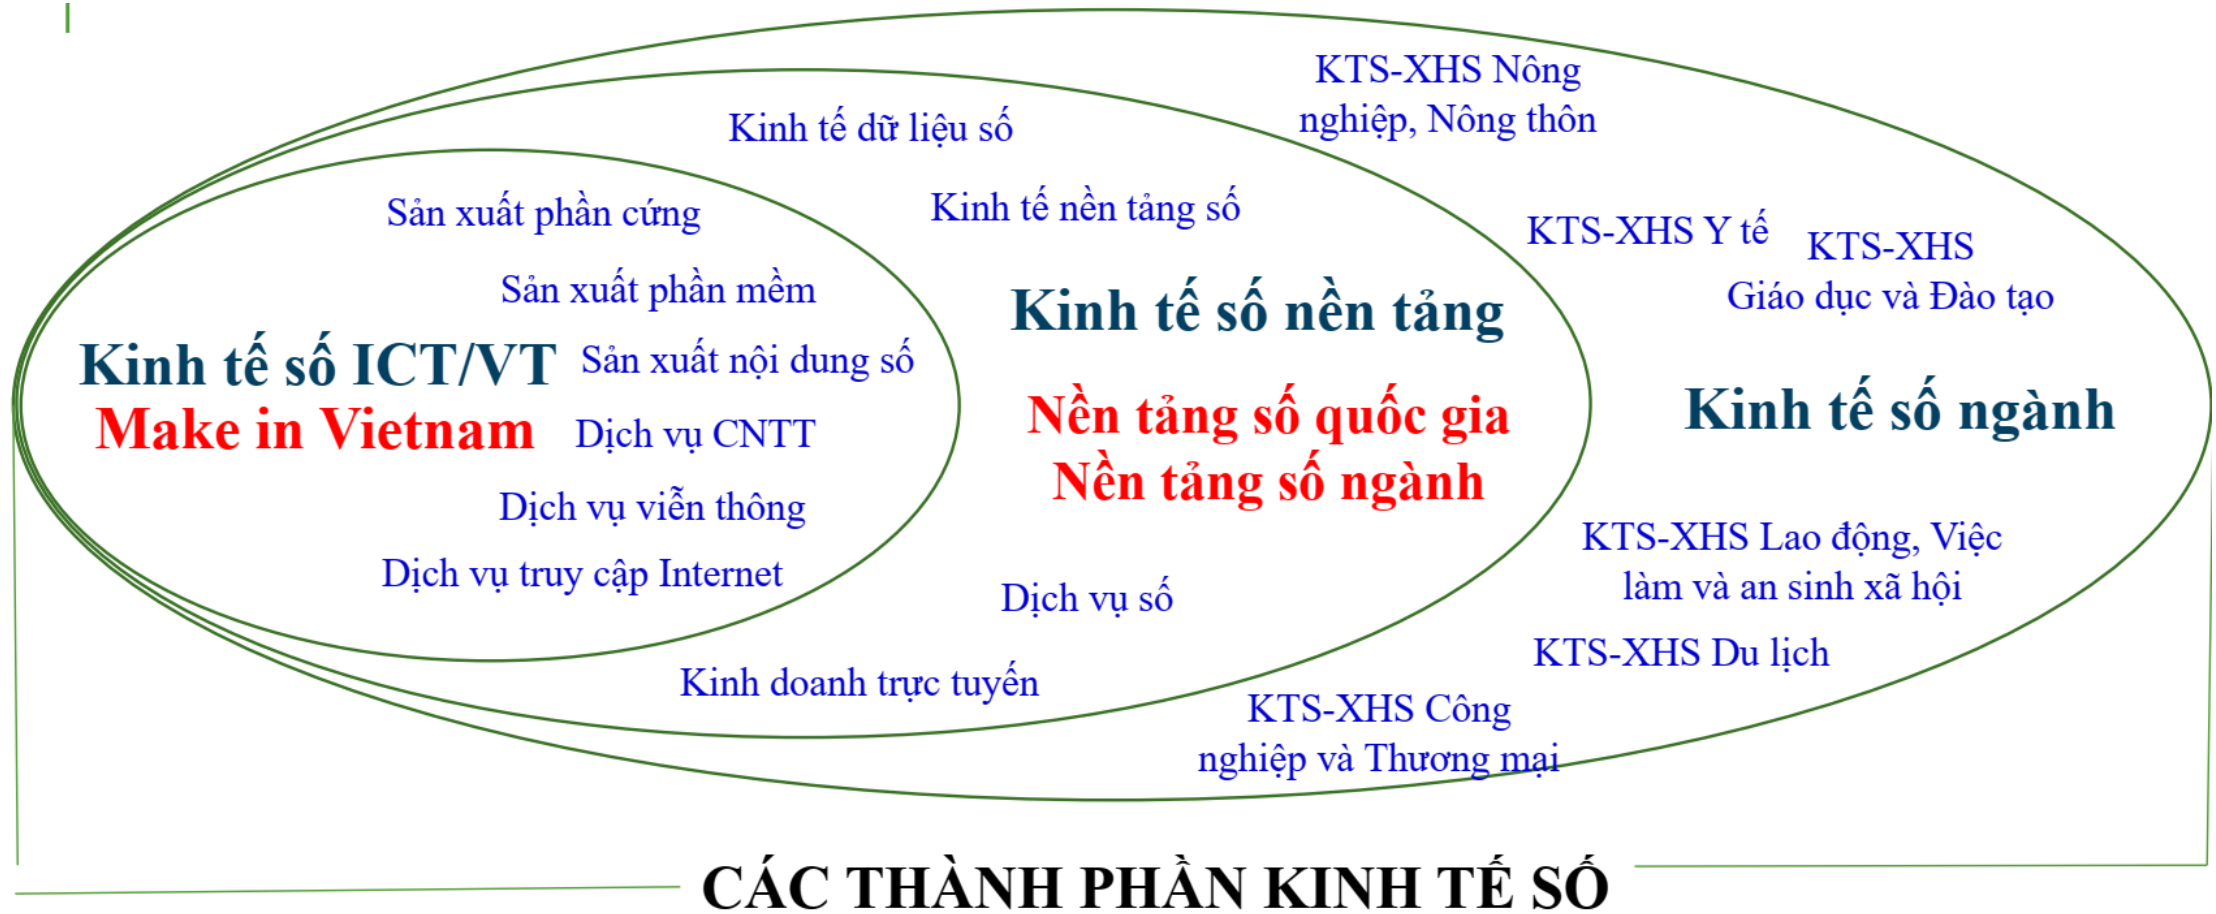 Kinh tế dữ liệu số
Kinh tế nền tảng số
Sản xuất phần cứng
Sản xuất phần mềm
Kinh tế số ICT/VT
Make in Vietnam
Sản xuất nội dung số
Dịch vụ CNTT
Dịch vụ viễn thông
Dịch vụ truy cập Internet
Kinh tế số nền tảng
Nền tảng số quốc gia
Nền tảng số ngành
Dịch vụ số
Kinh doanh trực tuyến
KTS-XHS Nông
nghiệp, Nông thôn
KTS-XHS Y tế
KTS-XHS
Giáo dục và Đào tạo
Kinh tế số ngành
KTS-XHS Lao động, Việc
làm và an sinh xã hội
KTS-XHS Du lịch
KTS-XHS Công
nghiệp và Thương mại
CÁC THÀNH PHẦN KINH TẾ SỐ